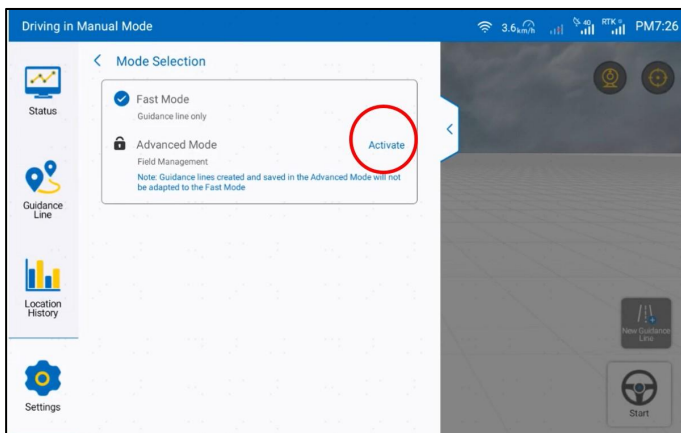 Driving in Manual Mode
3.6km/h
40
RTK =
PM7:26
Mode Selection
Status
Fast Mode
Guidance line only
Advanced Mode
Activate
Field Management
Note: Guidance lines created and saved in the Advanced Mode will not
be adapted to the Fast Mode
Guidance
Line
Location
History
New Guidance
Line
Settings
Start